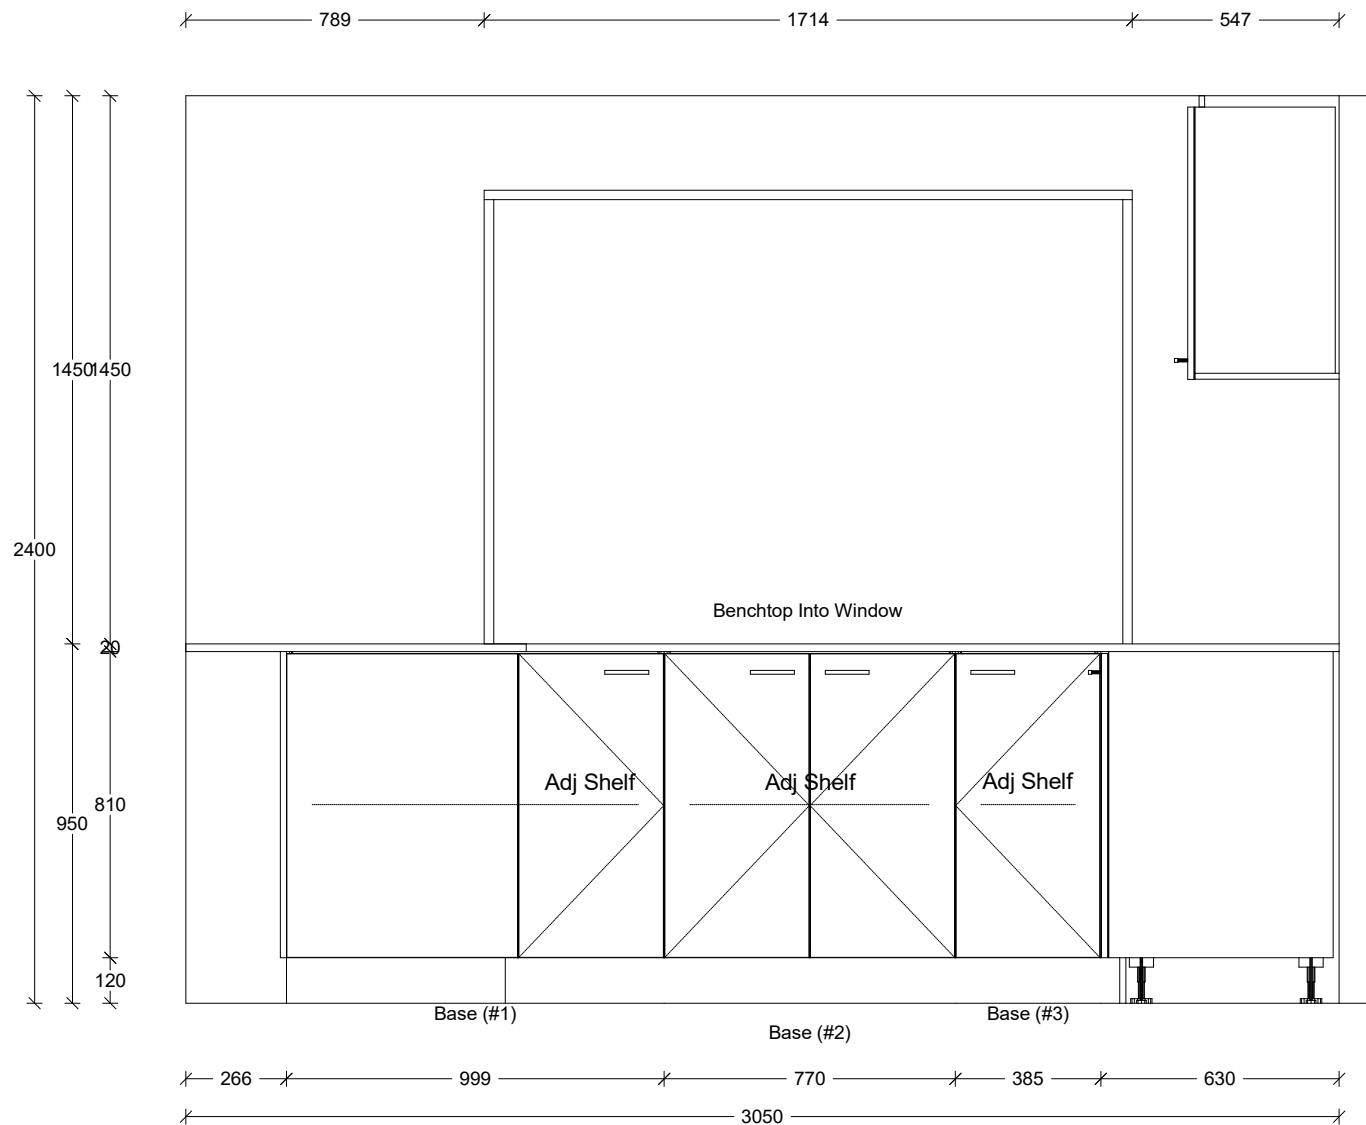 789 1714 547
1450 1450
2400
Benchtop Into Window
20
Adj Shelf Adj Shelf Adj Shelf
810
950
120
Base (#1) Base (#3)
Base (#2)
266 999 770 385 630
3050